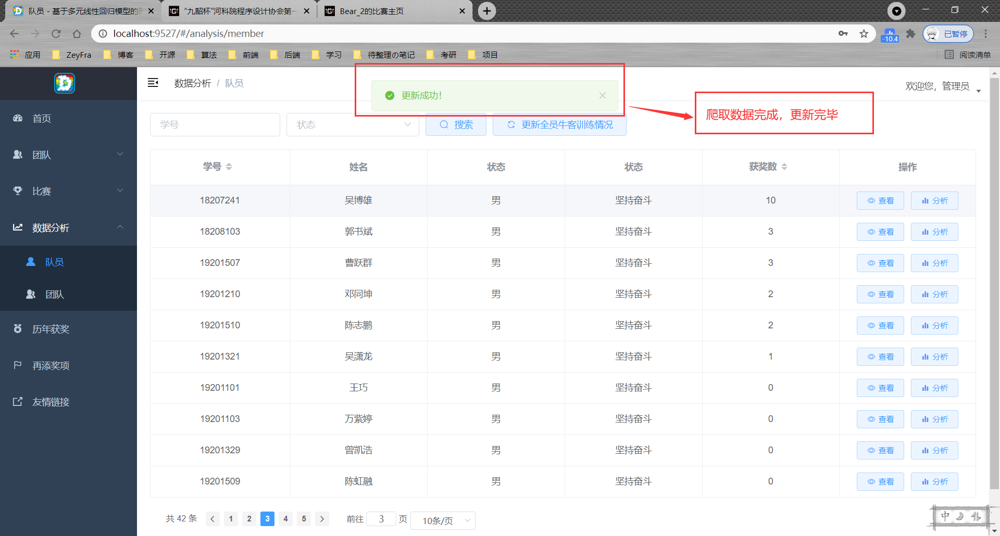 队员 - 基于多元线性回归模型的
“九韶杯”河科院程序设计协会第一
Bear_2的比赛主页
localhost:9527/#/analysis/member
-10.4
已暂停
应用
ZeyFra
博客
开源
算法
前端
后端
学习
待整理の笔记
考研
项目
阅读清单
数据分析 / 队员
更新成功！
欢迎您，管理员
爬取数据完成，更新完毕
首页
团队
比赛
数据分析
队员
团队
历年获奖
再添奖项
友情链接
学号
状态
搜索
更新全员牛客训练情况
学号 姓名 状态 状态 获奖数 操作
18207241 吴博雄 男 坚持奋斗 10 查看 分析
18208103 郭书斌 男 坚持奋斗 3 查看 分析
19201507 曹跃群 男 坚持奋斗 3 查看 分析
19201210 邓同坤 男 坚持奋斗 2 查看 分析
19201510 陈志鹏 男 坚持奋斗 2 查看 分析
19201321 吴潇龙 男 坚持奋斗 1 查看 分析
19201101 王巧 男 坚持奋斗 0 查看 分析
19201103 万紫婷 男 坚持奋斗 0 查看 分析
19201329 曾凯浩 男 坚持奋斗 0 查看 分析
19201509 陈虹融 男 坚持奋斗 0 查看 分析
共 42 条 1 2 3 4 5 前往 3 页 10条/页
中